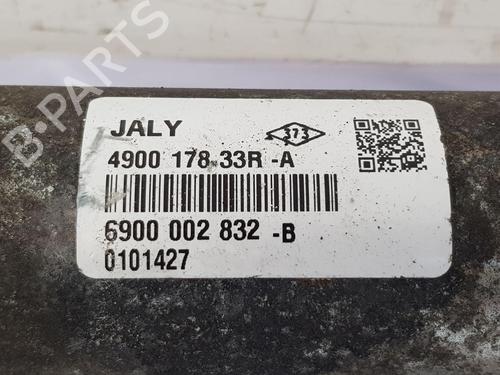 B-PARTS
JALY
373
4900 178 33R -A
6900 002 832 -B
0101427